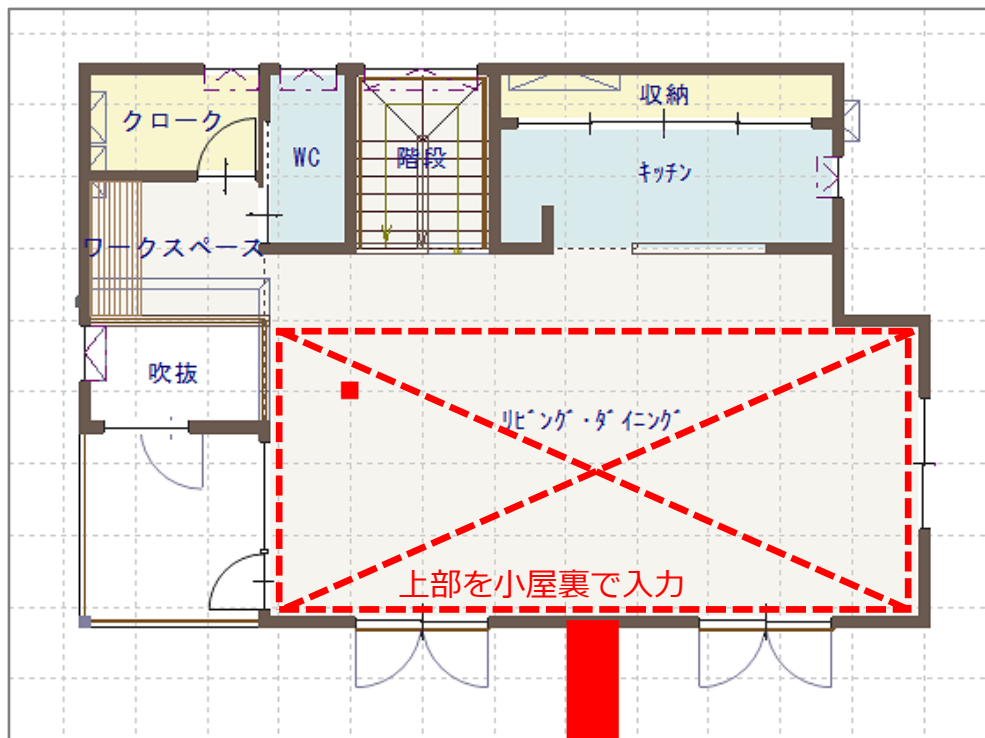 収納
クローク
WC
階段
ｷｯﾁﾝ
ワークスペース
吹抜
ﾘﾋﾞﾝｸﾞ・ﾀﾞｲﾆﾝｸﾞ
上部を小屋裏で入力